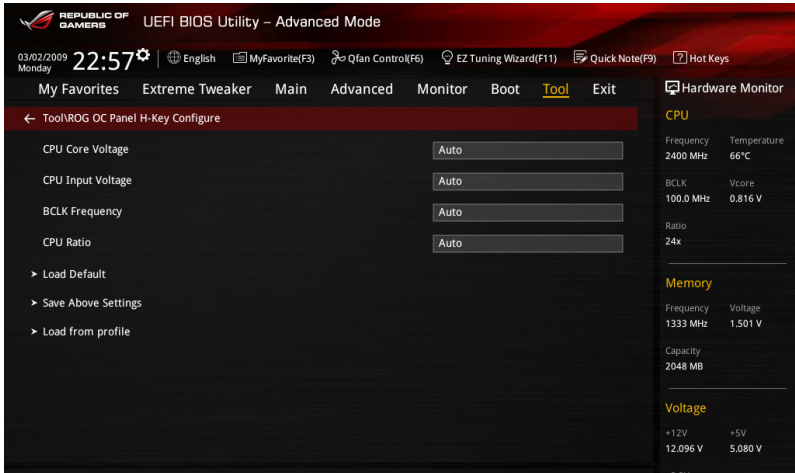 REPUBLIC OF
GAMERS
UEFI BIOS Utility – Advanced Mode
03/02/2009
Monday
22:57
English
MyFavorite(F3)
Qfan Control(F6)
EZ Tuning Wizard(F11)
Quick Note(F9)
? Hot Keys
My Favorites
Extreme Tweaker
Main
Advanced
Monitor
Boot
Tool
Exit
Hardware Monitor
← Tool\ROG OC Panel H-Key Configure
CPU Core Voltage Auto
CPU Input Voltage Auto
BCLK Frequency Auto
CPU Ratio Auto
> Load Default
> Save Above Settings
> Load from profile
CPU
Frequency Temperature
2400 MHz 66°C
BCLK Vcore
100.0 MHz 0.816 V
Ratio
24x
Memory
Frequency Voltage
1333 MHz 1.501 V
Capacity
2048 MB
Voltage
+12V +5V
12.096 V 5.080 V